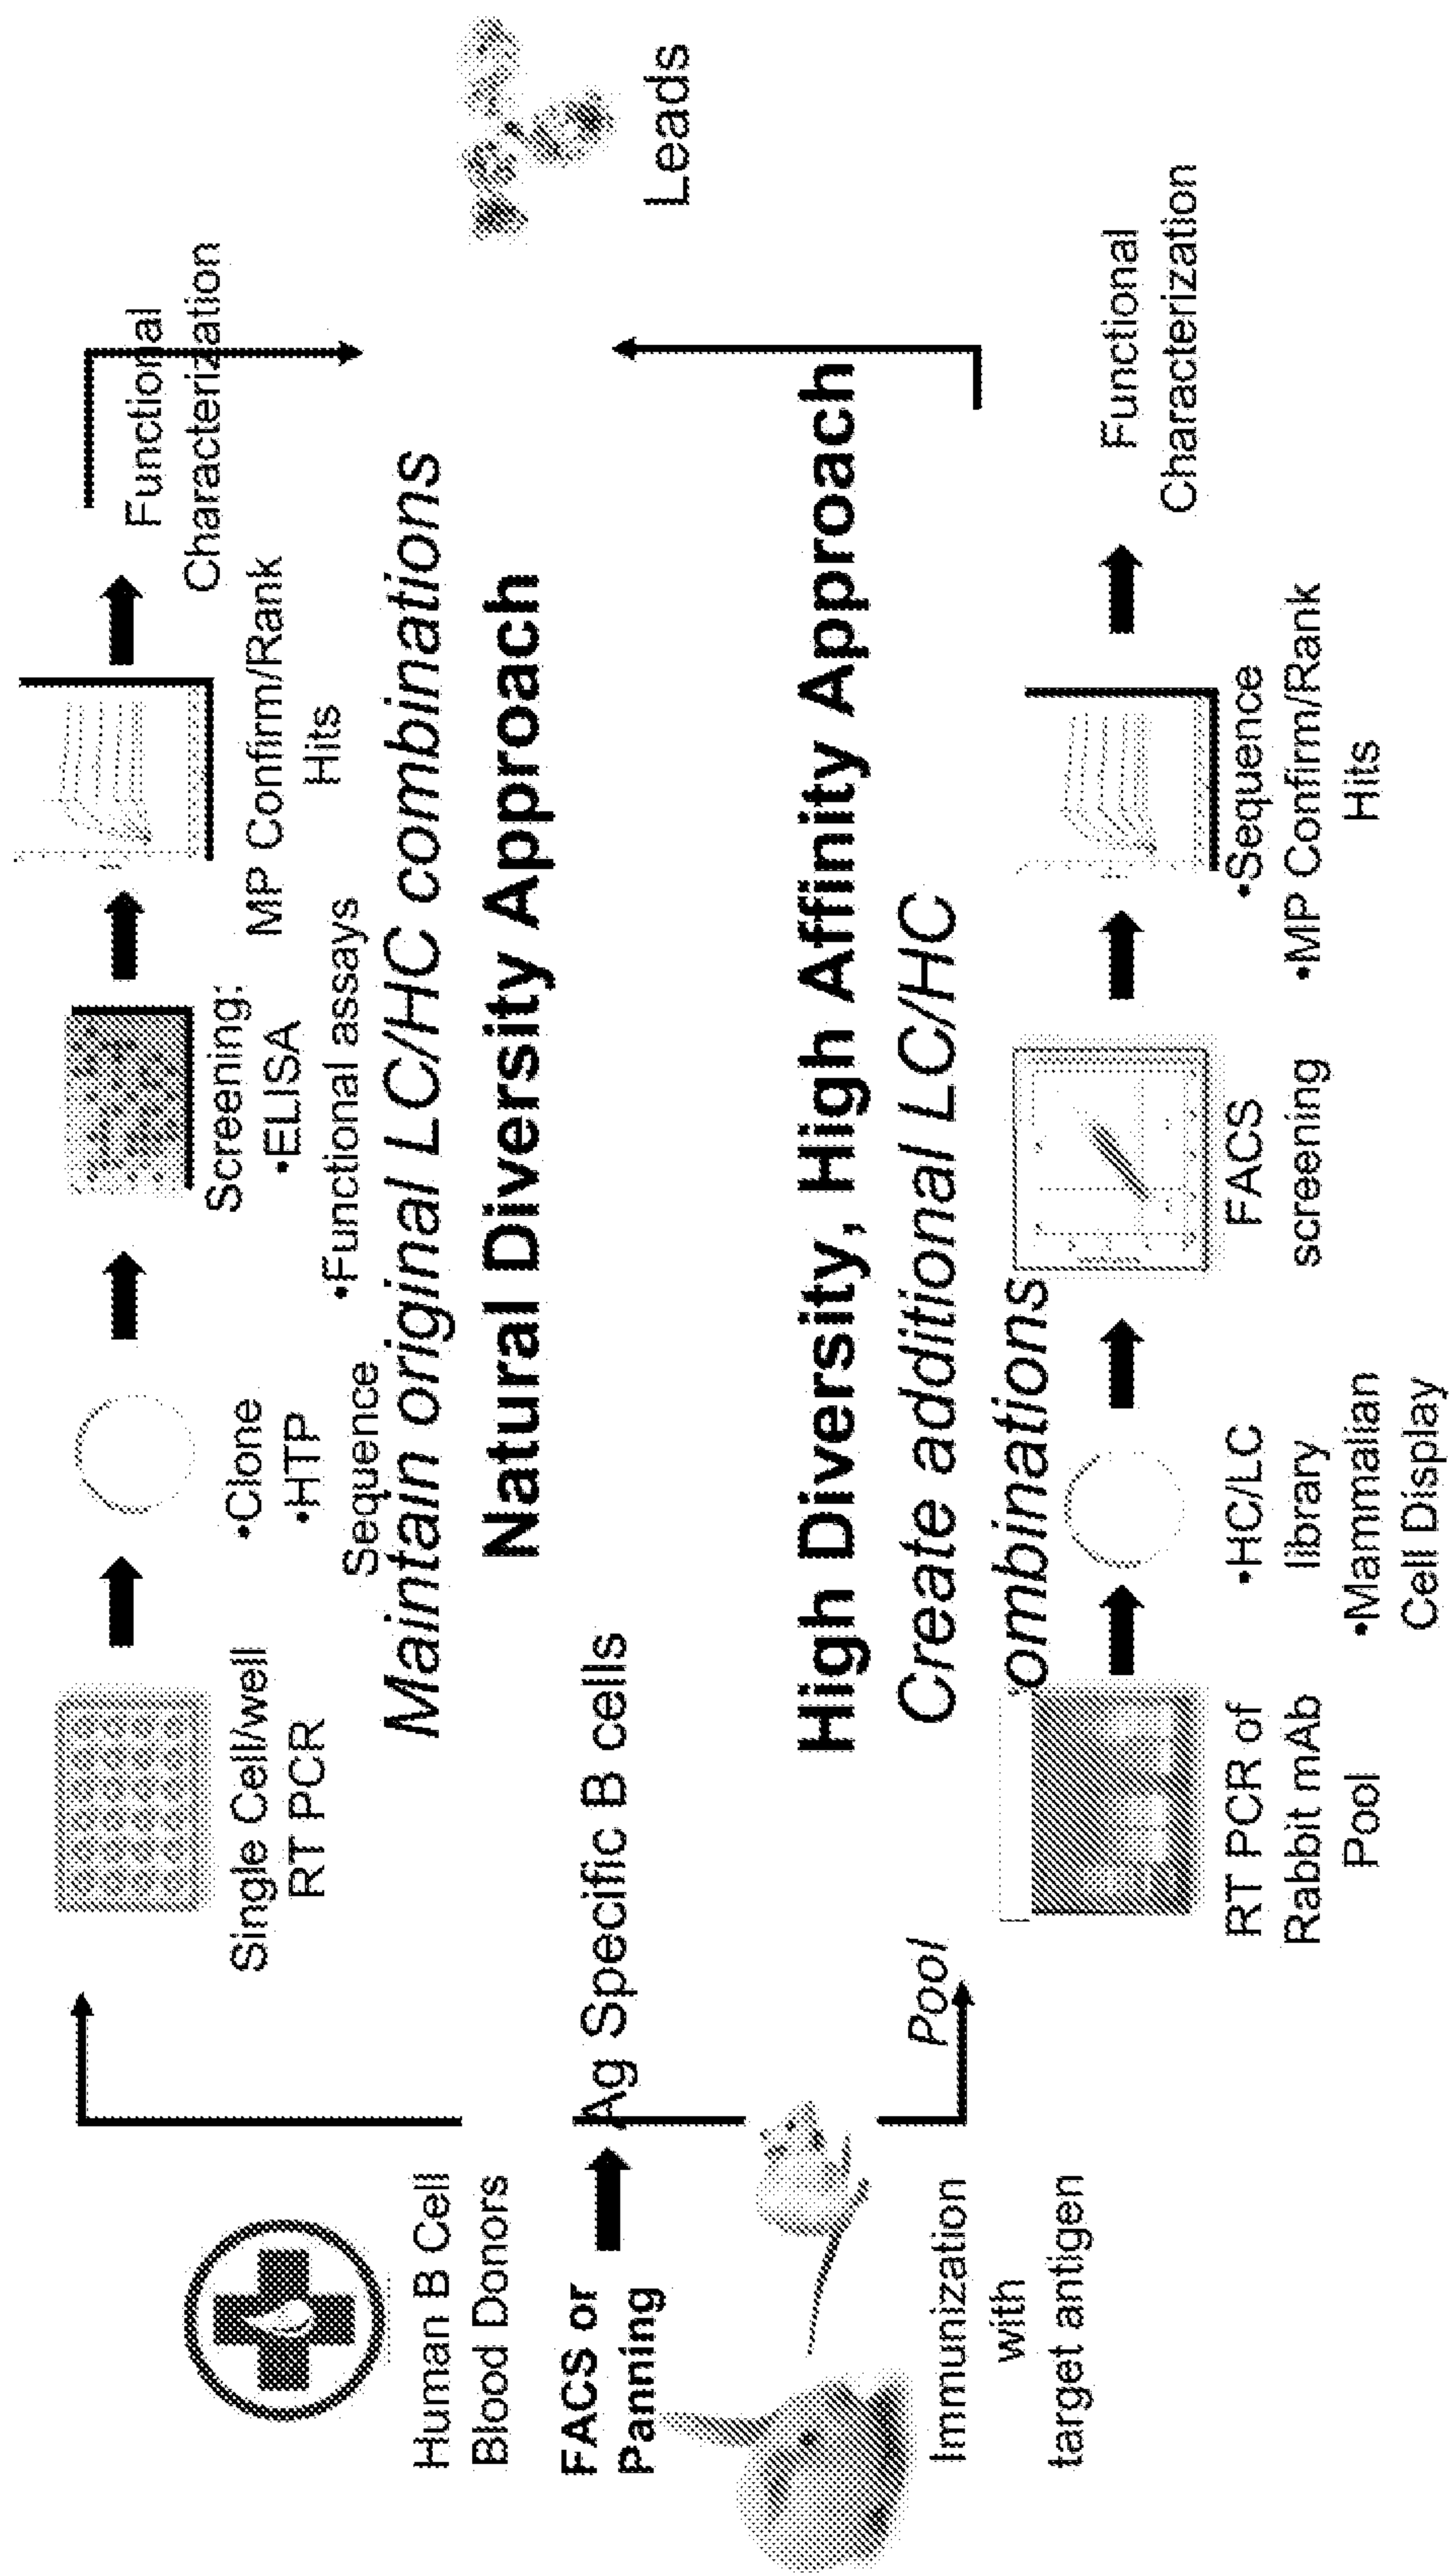 Human B Cell
Blood Donors
FACS or
Panning
Immunization
with
target antigen
Ag Specific B cells
Pool
Single Cell/well
RT PCR
•Clone
•HTP
Sequence
Screening:
•ELISA
•Functional assays
MP Confirm/Rank
Hits
Functional
Characterization
Maintain original LC/HC combinations
Natural Diversity Approach
High Diversity, High Affinity Approach
Create additional LC/HC
ombinations
RT PCR of
Rabbit mAb
Pool
•HC/LC
library
•Mammalian
Cell Display
FACS
screening
•Sequence
•MP Confirm/Rank
Hits
Functional
Characterization
Leads